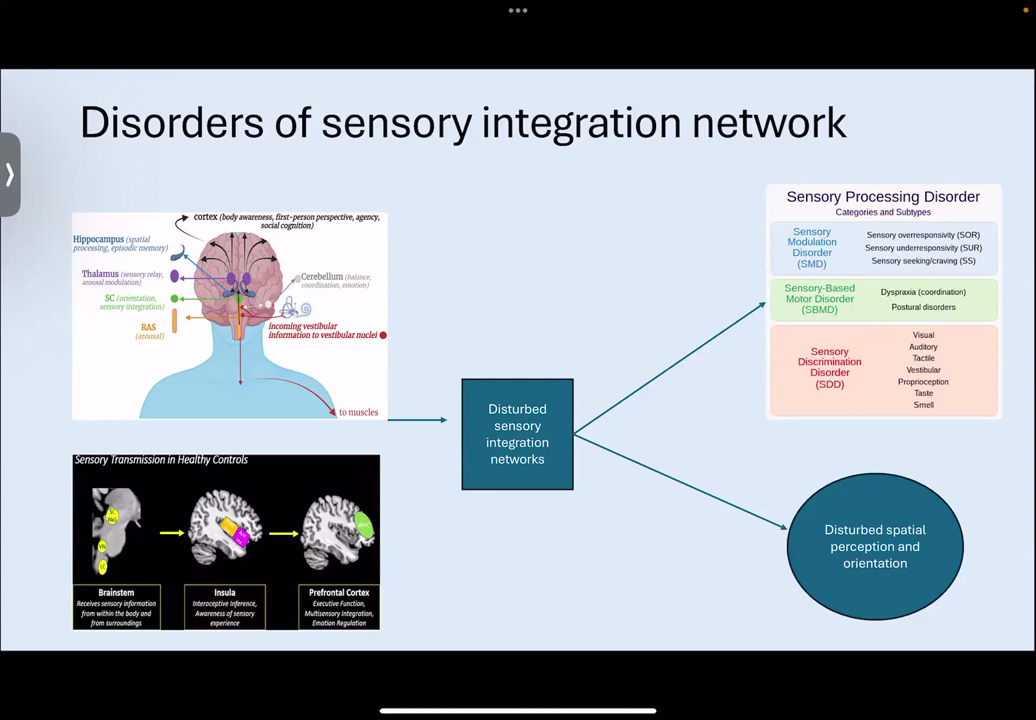 Disorders of sensory integration network
cortex (body awareness, first-person perspective, agency,
social cognition)
Hippocampus (spatial
processing, episodic memory)
Thalamus (sensory relay,
arousal modulation)
SC (orientation,
sensory integration)
RAS
(arousal)
Cerebellum (balance,
coordination, emotion)
incoming vestibular
information to vestibular nuclei
to muscles
Sensory Transmission in Healthy Controls
SC
PAG
VN
LC
Brainstem
Receives sensory information
from within the body and
from surroundings
Insula
Interoceptive Inference,
Awareness of sensory
experience
Prefrontal Cortex
Executive Function,
Multisensory Integration,
Emotion Regulation
Disturbed
sensory
integration
networks
Sensory Processing Disorder
Categories and Subtypes
Sensory
Modulation
Disorder
(SMD)
Sensory overresponsivity (SOR)
Sensory underresponsivity (SUR)
Sensory seeking/craving (SS)
Sensory-Based
Motor Disorder
(SBMD)
Dyspraxia (coordination)
Postural disorders
Sensory
Discrimination
Disorder
(SDD)
Visual
Auditory
Tactile
Vestibular
Proprioception
Taste
Smell
Disturbed spatial
perception and
orientation